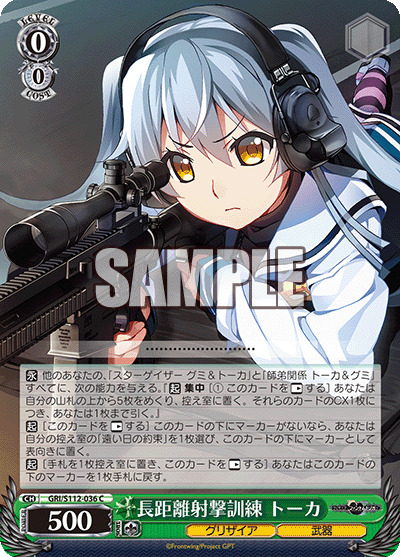 LEVEL
0
0
COST
SAMPLE
………………………
永 他のあなたの、「スターゲイザー グミ&トーカ」と「師弟関係 トーカ&グミ」
すべてに、次の能力を与える。『起 集中 [① このカードを する] あなたは
自分の山札の上から5枚をめくり、控え室に置く。それらのカードのCX1枚に
つき、あなたは1枚まで引く。』
起 [このカードを する] このカードの下にマーカーがないなら、あなたは
自分の控え室の「遠い日の約束」を1枚選び、このカードの下にマーカーとして
表向きに置く。
起 [手札を1枚控え室に置き、このカードを する] あなたはこのカードの
下のマーカーを1枚手札に戻す。
CH GRI/S112-036 C
POWER
500
長距離射撃訓練 トーカ
グリザイア 武器
©Frontwing/Project GPT